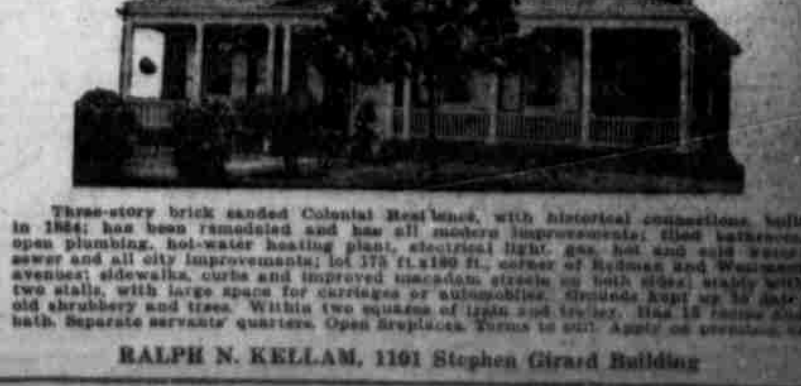 Three-story brick sanded Colonial Residence, with historical connections, built
in has been remodeled and has all modern improvements; tiled bathroom,
open plumbing, hot-water heating plant, electrical light, gas, hot and cold water,
sewer and all city improvements; lot 175 ft.x180 ft., corner of Redman and
avenues; sidewalks, curbs and improved macadam streets on both sides; stable with
two stalls, with large space for carriages or automobiles. Grounds kept up to date;
old shrubbery and trees. Within two squares of train and trolley. Has rooms and
bath. Separate servants' quarters. Open fireplaces. Terms to suit. Apply on premises or
RALPH N. KELLAM, 1101 Stephen Girard Building